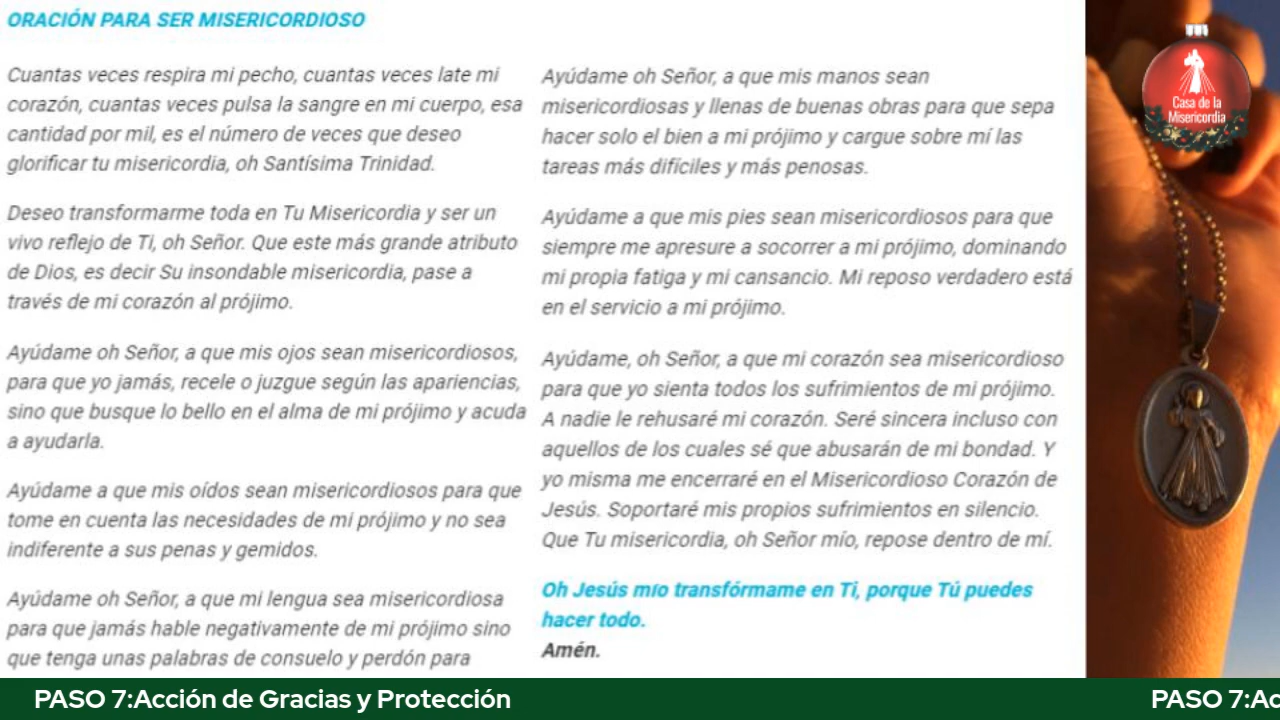 ORACIÓN PARA SER MISERICORDIOSO
Cuantas veces respira mi pecho, cuantas veces late mi
corazón, cuantas veces pulsa la sangre en mi cuerpo, esa
cantidad por mil, es el número de veces que deseo
glorificar tu misericordia, oh Santísima Trinidad.
Deseo transformarme toda en Tu Misericordia y ser un
vivo reflejo de Ti, oh Señor. Que este más grande atributo
de Dios, es decir Su insondable misericordia, pase a
través de mi corazón al prójimo.
Ayúdame oh Señor, a que mis ojos sean misericordiosos,
para que yo jamás, recele o juzgue según las apariencias,
sino que busque lo bello en el alma de mi prójimo y acuda
a ayudarla.
Ayúdame a que mis oídos sean misericordiosos para que
tome en cuenta las necesidades de mi prójimo y no sea
indiferente a sus penas y gemidos.
Ayúdame oh Señor, a que mi lengua sea misericordiosa
para que jamás hable negativamente de mi prójimo sino
que tenga unas palabras de consuelo y perdón para
Ayúdame oh Señor, a que mis manos sean
misericordiosas y llenas de buenas obras para que sepa
hacer solo el bien a mi prójimo y cargue sobre mí las
tareas más difíciles y más penosas.
Ayúdame a que mis pies sean misericordiosos para que
siempre me apresure a socorrer a mi prójimo, dominando
mi propia fatiga y mi cansancio. Mi reposo verdadero está
en el servicio a mi prójimo.
Ayúdame, oh Señor, a que mi corazón sea misericordioso
para que yo sienta todos los sufrimientos de mi prójimo.
A nadie le rehusaré mi corazón. Seré sincera incluso con
aquellos de los cuales sé que abusarán de mi bondad. Y
yo misma me encerraré en el Misericordioso Corazón de
Jesús. Soportaré mis propios sufrimientos en silencio.
Que Tu misericordia, oh Señor mío, repose dentro de mí.
Oh Jesús mío transfórmame en Ti, porque Tú puedes
hacer todo.
Amén.
Casa de la
Misericordia
PASO 7:Acción de Gracias y Protección
PASO 7:Ac